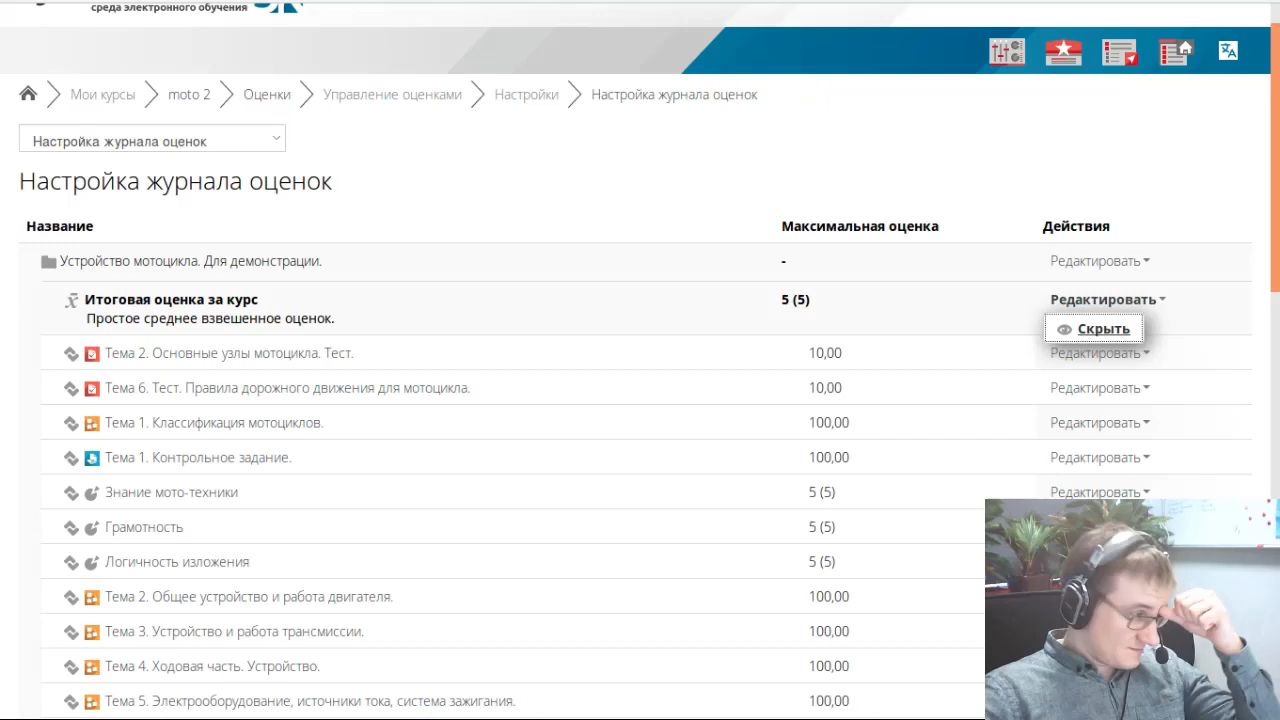 среда электронного обучения
Мои курсы moto 2 Оценки Управление оценками Настройки Настройка журнала оценок
Настройка журнала оценок
Настройка журнала оценок
Название Максимальная оценка Действия
Устройство мотоцикла. Для демонстрации. - Редактировать
Итоговая оценка за курс 5 (5) Редактировать
Простое среднее взвешенное оценок. Скрыть
Тема 2. Основные узлы мотоцикла. Тест. 10,00 Редактировать
Тема 6. Тест. Правила дорожного движения для мотоцикла. 10,00 Редактировать
Тема 1. Классификация мотоциклов. 100,00 Редактировать
Тема 1. Контрольное задание. 100,00 Редактировать
Знание мото-техники 5 (5) Редактировать
Грамотность 5 (5)
Логичность изложения 5 (5)
Тема 2. Общее устройство и работа двигателя. 100,00
Тема 3. Устройство и работа трансмиссии. 100,00
Тема 4. Ходовая часть. Устройство. 100,00
Тема 5. Электрооборудование, источники тока, система зажигания. 100,00